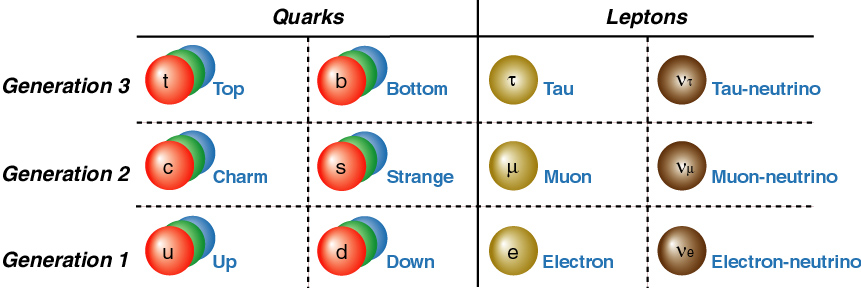 Quarks Leptons
Generation 3 t Top b Bottom τ Tau ντ Tau-neutrino
Generation 2 c Charm s Strange μ Muon νμ Muon-neutrino
Generation 1 u Up d Down e Electron νe Electron-neutrino